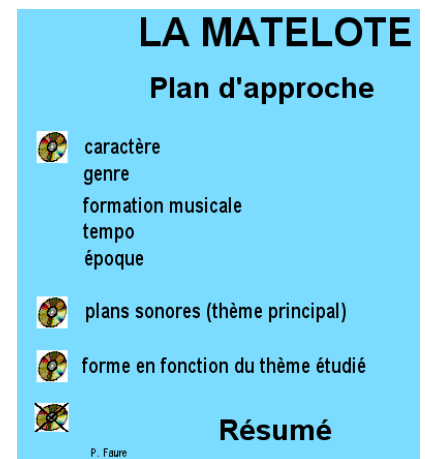 LA MATELOTE
Plan d'approche
caractère
genre
formation musicale
tempo
époque
plans sonores (thème principal)
forme en fonction du thème étudié
Résumé
P. Faure